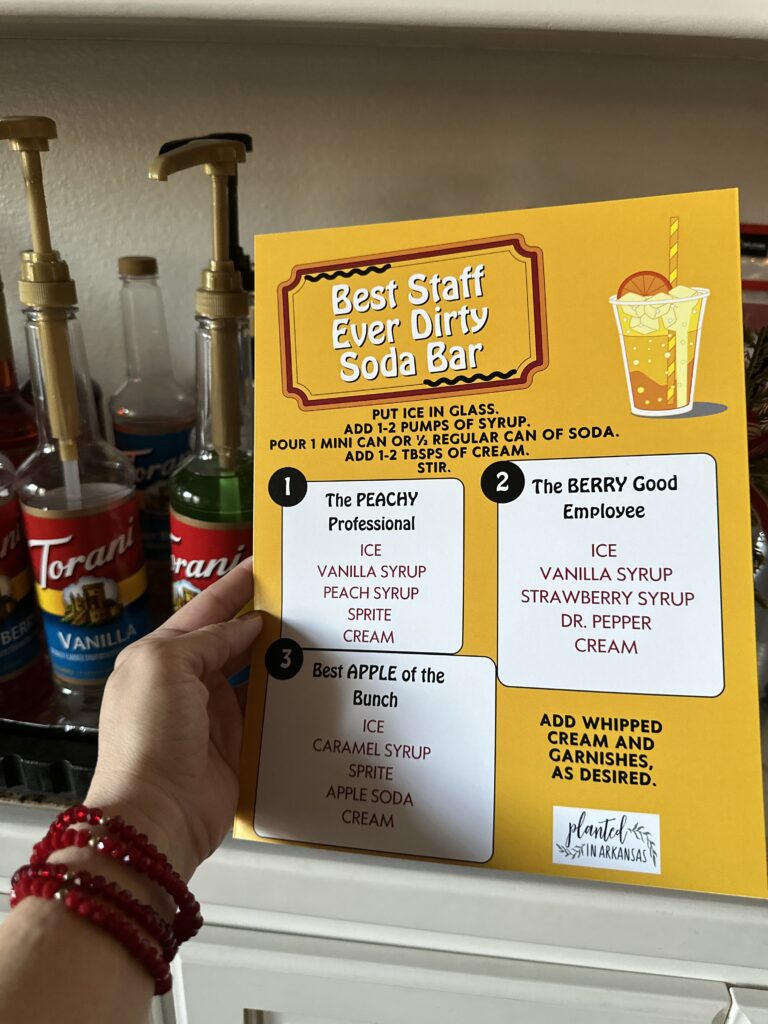 Best Staff
Ever Dirty
Soda Bar
PUT ICE IN GLASS.
ADD 1-2 PUMPS OF SYRUP.
POUR 1 MINI CAN OR ½ REGULAR CAN OF SODA.
ADD 1-2 TBSPS OF CREAM.
STIR.
1
The PEACHY
Professional
ICE
VANILLA SYRUP
PEACH SYRUP
SPRITE
CREAM
2
The BERRY Good
Employee
ICE
VANILLA SYRUP
STRAWBERRY SYRUP
DR. PEPPER
CREAM
3
Best APPLE of the
Bunch
ICE
CARAMEL SYRUP
SPRITE
APPLE SODA
CREAM
ADD WHIPPED
CREAM AND
GARNISHES,
AS DESIRED.
planted
IN ARKANSAS
Torani
VANILLA
Torani